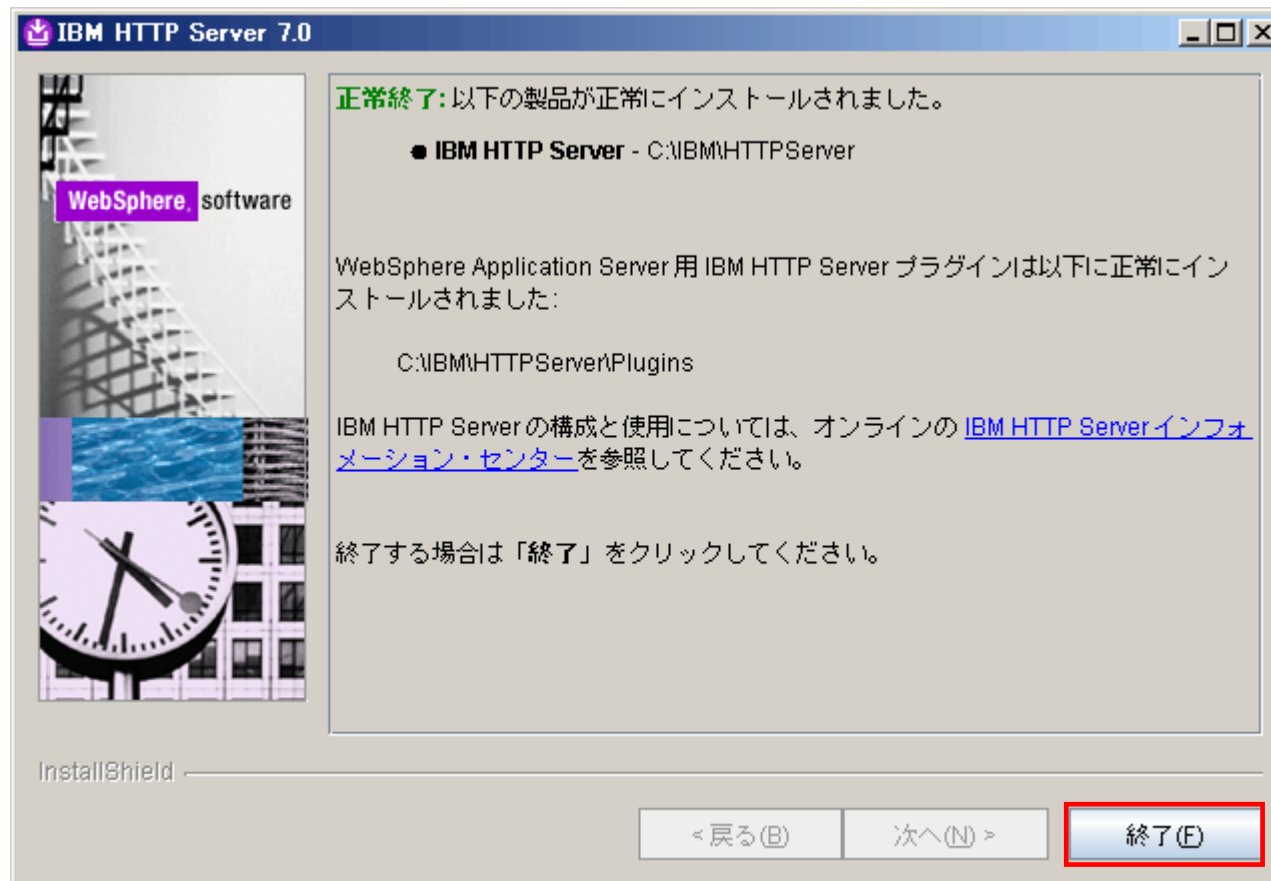 IBM HTTP Server 7.0
WebSphere. software
正常終了: 以下の製品が正常にインストールされました。
● IBM HTTP Server - C:\IBM\HTTPServer
WebSphere Application Server 用 IBM HTTP Server プラグインは以下に正常にイン
ストールされました:
C:\IBM\HTTPServer\Plugins
IBM HTTP Server の構成と使用については、オンラインの IBM HTTP Server インフォ
メーション・センターを参照してください。
終了する場合は「終了」をクリックしてください。
InstallShield
< 戻る(B) 次へ(N) > 終了(F)